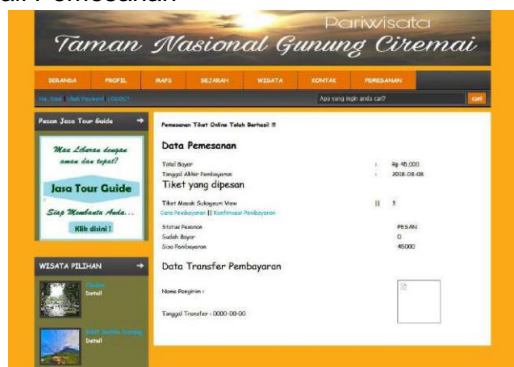 Pariwisata
Taman Nasional Gunung Ciremai
BERANDA PROFIL MAPS SEJARAH WISATA KONTAK PEMESANAN
Apa yang ingin anda cari? cari
Pesan Jasa Tour Guide
Mau Liburan dengan
aman dan tepat?
Jasa Tour Guide
Siap Membantu Anda...
Klik disini !
WISATA PILIHAN
Detail
Detail
Pemesanan Tiket Online Telah Berhasil !!!
Data Pemesanan
Total Bayar : Rp 45,000
Tanggal Akhir Pembayaran : 2018-08-08
Tiket yang dipesan
Tiket Masuk Sukageuri View || 3
Cara Pembayaran || Konfirmasi Pembayaran
Status Pesanan PESAN
Sudah Bayar 0
Sisa Pembayaran 45000
Data Transfer Pembayaran
Nama Pengirim :
Tanggal Transfer : 0000-00-00